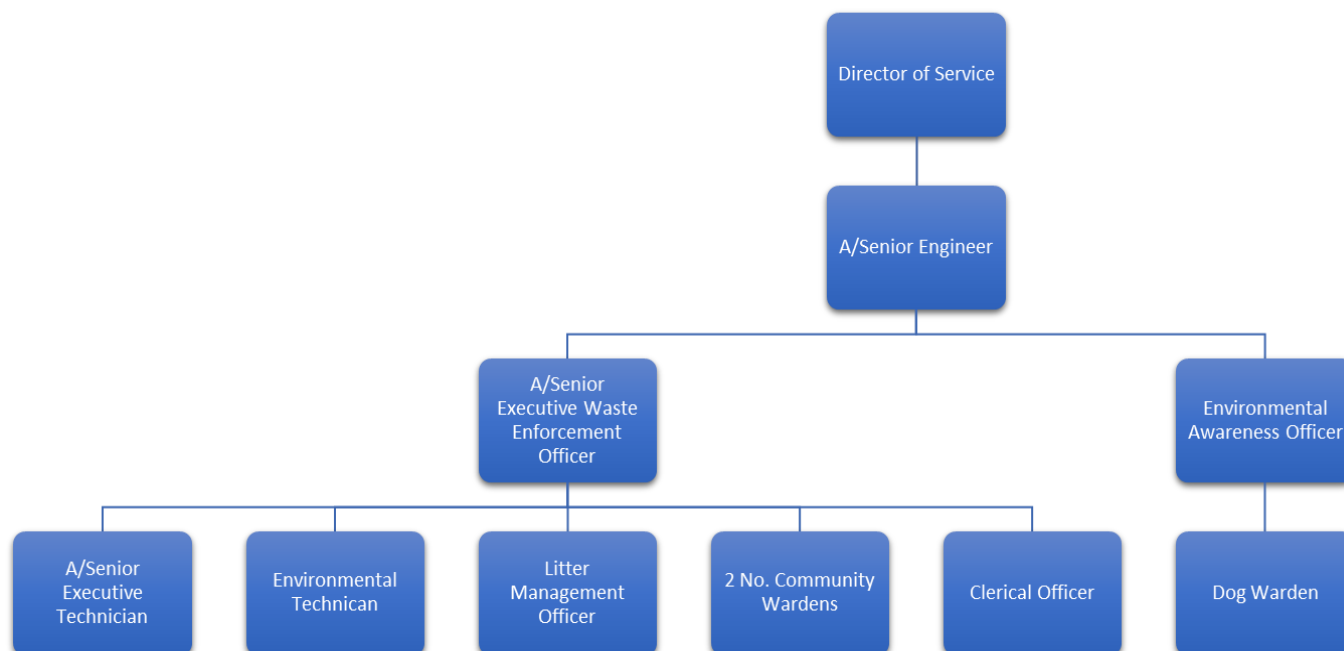 Director of Service
A/Senior Engineer
A/Senior
Executive Waste
Enforcement
Officer
Environmental
Awareness Officer
A/Senior
Executive
Technician
Environmental
Technican
Litter
Management
Officer
2 No. Community
Wardens
Clerical Officer
Dog Warden